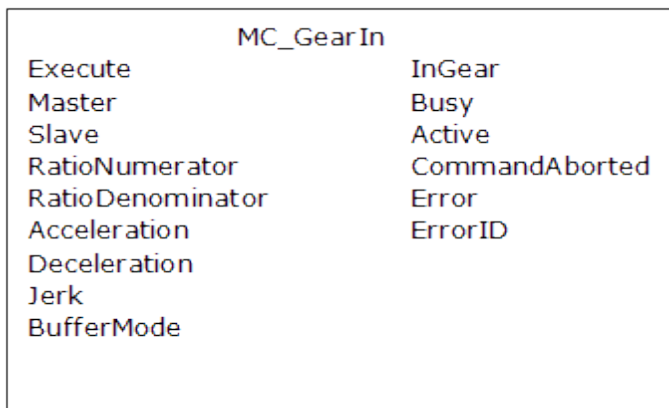 MC_GearIn
Execute InGear
Master Busy
Slave Active
RatioNumerator CommandAborted
RatioDenominator Error
Acceleration ErrorID
Deceleration
Jerk
BufferMode